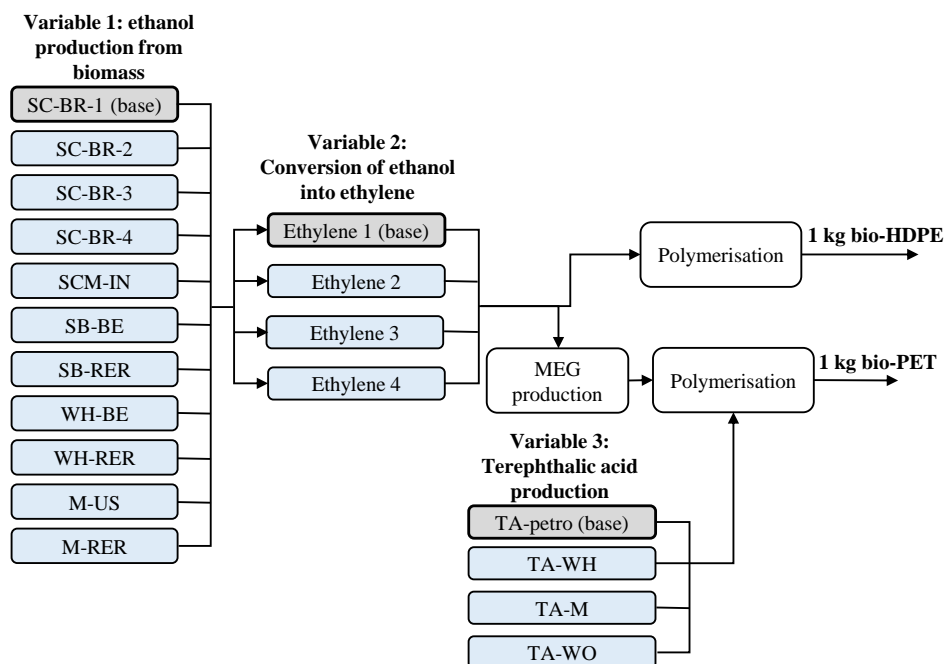 Variable 1: ethanol
production from
biomass
SC-BR-1 (base)
SC-BR-2
SC-BR-3
SC-BR-4
SCM-IN
SB-BE
SB-RER
WH-BE
WH-RER
M-US
M-RER
Variable 2:
Conversion of ethanol
into ethylene
Ethylene 1 (base)
Ethylene 2
Ethylene 3
Ethylene 4
Polymerisation
1 kg bio-HDPE
MEG
production
Polymerisation
1 kg bio-PET
Variable 3:
Terephthalic acid
production
TA-petro (base)
TA-WH
TA-M
TA-WO